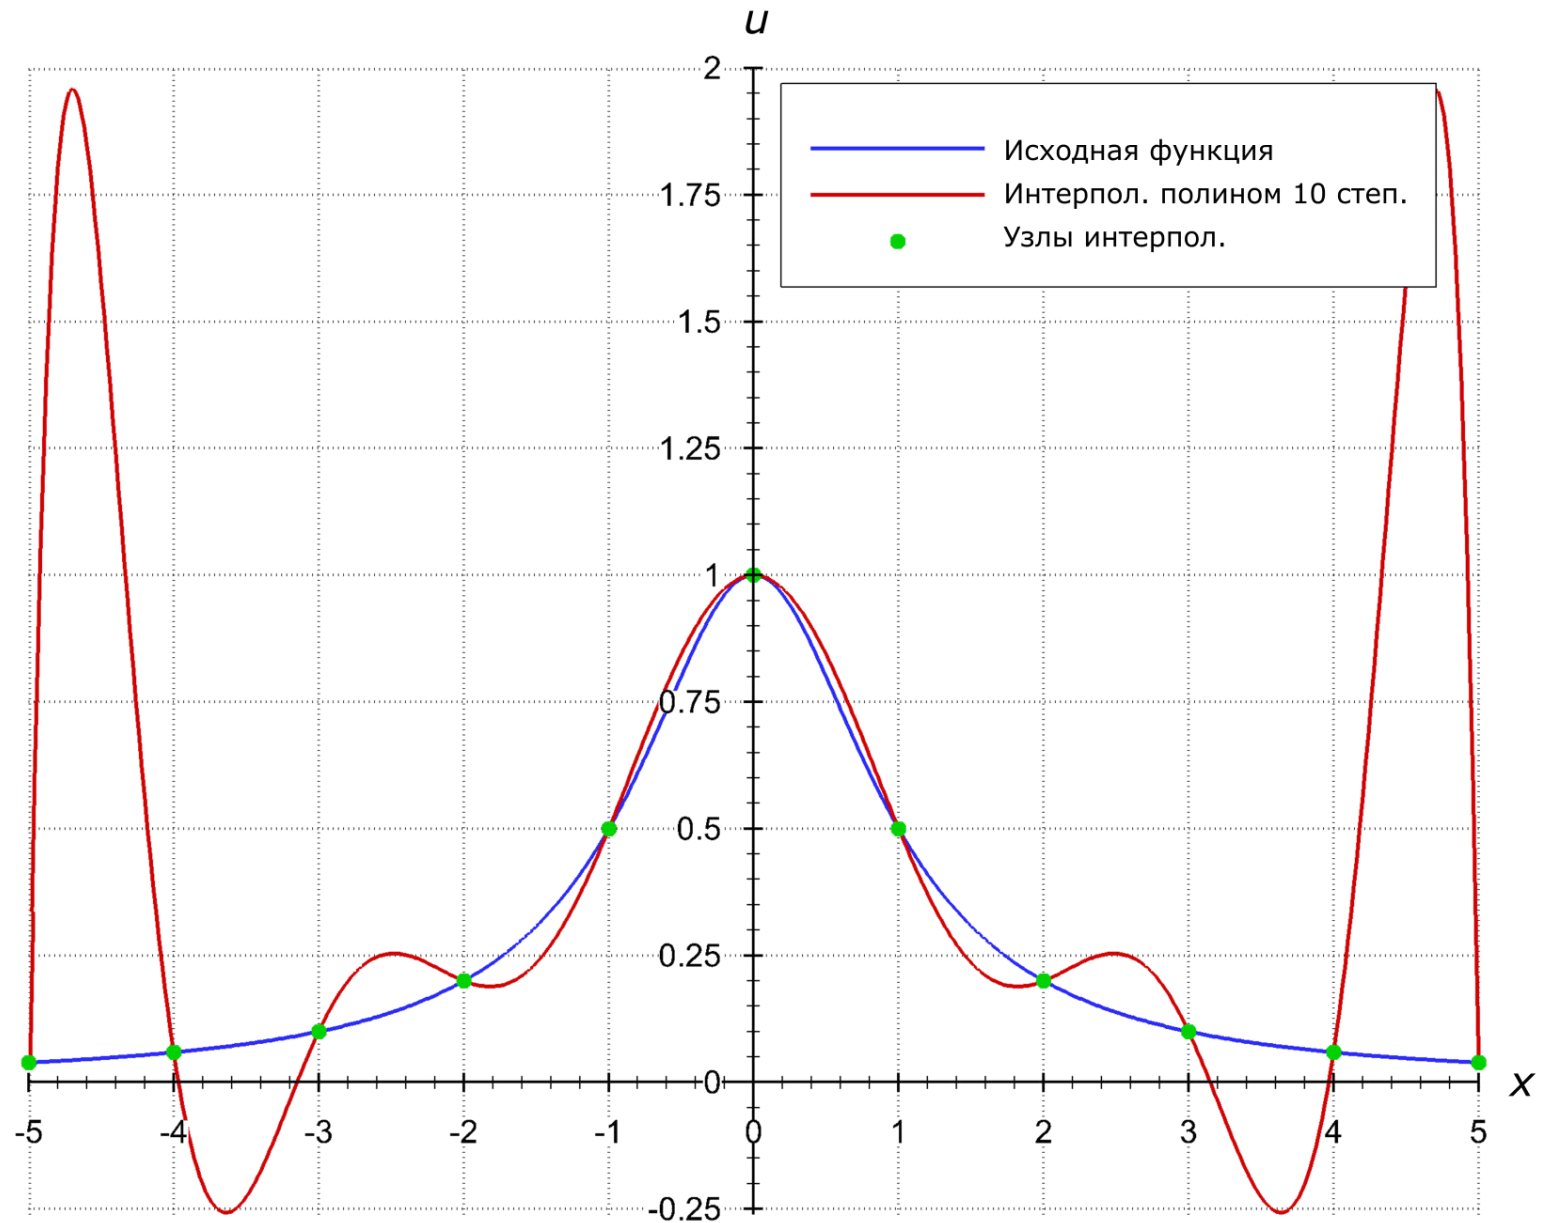 u
2
1.75
1.5
1.25
1
0.75
0.5
0.25
0
-0.25
Исходная функция
Интерпол. полином 10 степ.
Узлы интерпол.
x
-5 -4 -3 -2 -1 0 1 2 3 4 5